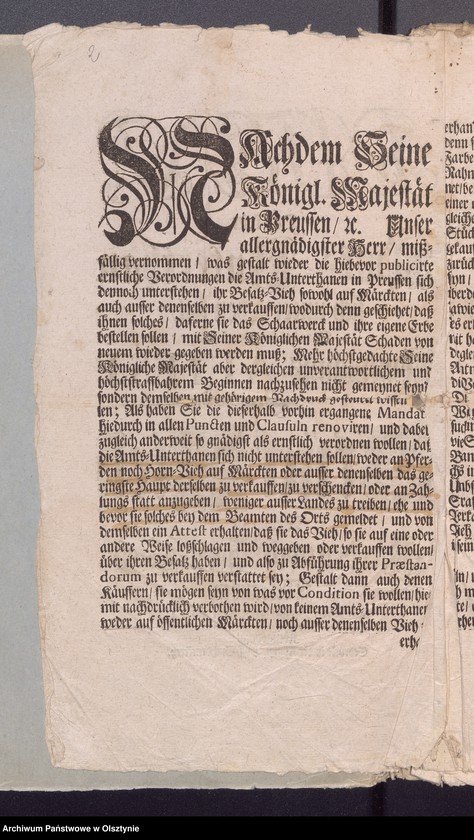 2
NAchdem Seine
Königl. Majestät
in Preussen / ꝛc. Unser
allergnädigster Herr / miß-
fällig vernommen / was gestalt wieder die hiebevor publicirte
ernstliche Verordnungen die Amts-Unterthanen in Preussen sich
dennoch unterstehen / ihr Besatz-Vieh sowohl auf Märckten / als
auch ausser denenselben zu verkauffen / wodurch denn geschiehet / daß
ihnen solches / daferne sie das Schaarwerck und ihre eigene Erbe
bestellen sollen / mit Seiner Königlichen Majestät Schaden von
neuem wieder gegeben werden muß; Mehr höchstgedachte Seine
Königliche Majestät aber dergleichen unverantwortlichem und
höchststraffbahrem Beginnen nachzusehen nicht gemeynet seyn /
sondern demselben mit gehörigem Nachdruck gesteuret wissen
len; Als haben Sie die dieserhalb vorhin ergangene Mandat
hiedurch in allen Puncten und Clausuln renoviren / und dabei
zugleich anderweit so gnädigst als ernstlich verordnen wollen / daß
die Amts-Unterthanen sich nicht unterstehen sollen / weder an Pfer-
den noch Horn-Vieh auf Märckten oder ausser denenselben das ge-
ringste Haupt derselben zu verkauffen / zu verschencken / oder an Zah-
lungs statt anzugeben / weniger ausser Landes zu treiben / ehe und
bevor sie solches bey dem Beamten des Orts gemeldet / und von
demselben ein Attest erhalten / daß sie das Vieh / so sie auf eine oder
andere Weise loßschlagen und weggeben oder verkauffen wollen /
über ihren Besatz haben / und also zu Abführung ihrer Præstan-
dorum zu verkauffen verstattet sey; Gestalt dann auch denen
Käuffern / sie mögen seyn von was vor Condition sie wollen / hie-
mit nachdrücklich verbothen wird / von keinem Amts-Unterthanen
weder auf öffentlichen Märckten / noch ausser denenselben Vieh
erh
Archiwum Państwowe w Olsztynie